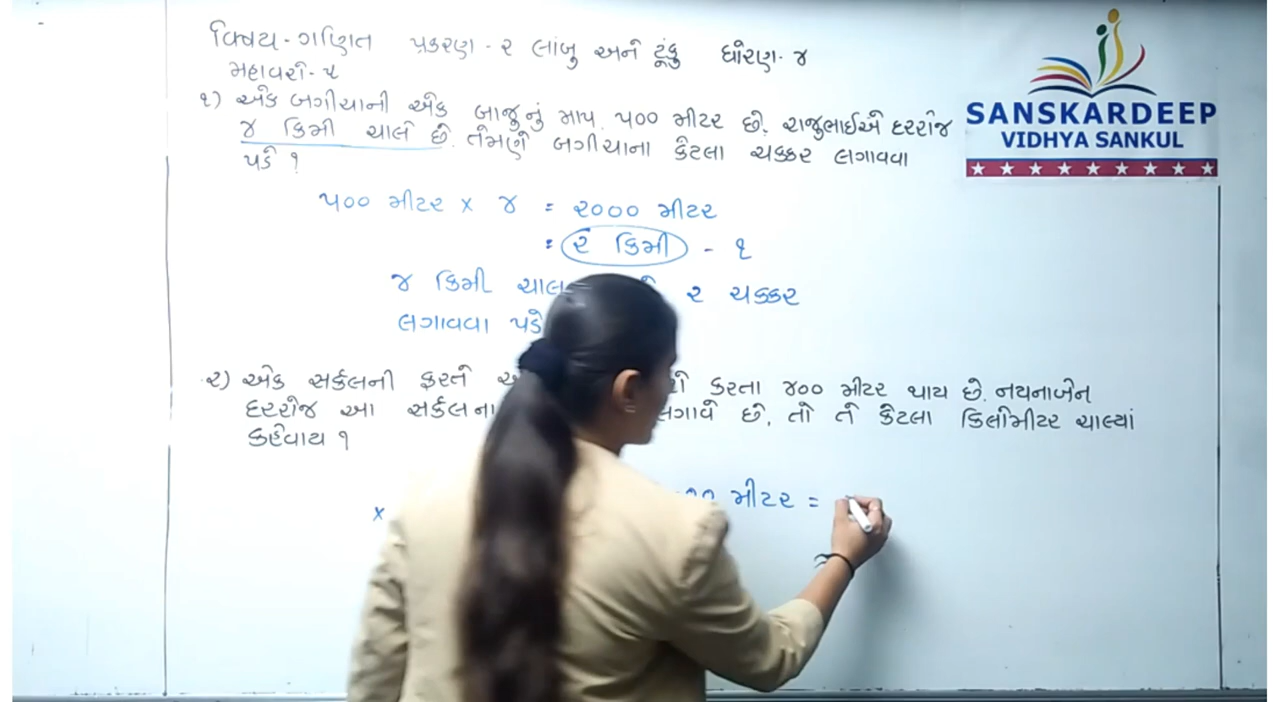 વિષય - ગણિત પ્રકરણ - ૨ લાંબુ અને ટૂંકુ ધોરણ - ૪
મહાવરો - ૫
૧) એક બગીચાની એક બાજુનું માપ ૫૦૦ મીટર છે. રાજુભાઈએ દરરોજ
૪ કિમી ચાલે છે. તેમણે બગીચાના કેટલા ચક્કર લગાવવા
પડે ?
૫૦૦ મીટર × ૪ = ૨૦૦૦ મીટર
= ૨ કિમી - ૧
૪ કિમી ૨ ચક્કર
લગાવવા પડે
૨) એક સર્કલની ફરતે કરતા ૪૦૦ મીટર થાય છે. નયનાબેન
દરરોજ આ સર્કલના લગાવે છે, તો તે કેટલા કિલોમીટર ચાલ્યાં
કહેવાય ?
× મીટર =
SANSKARDEEP
VIDHYA SANKUL